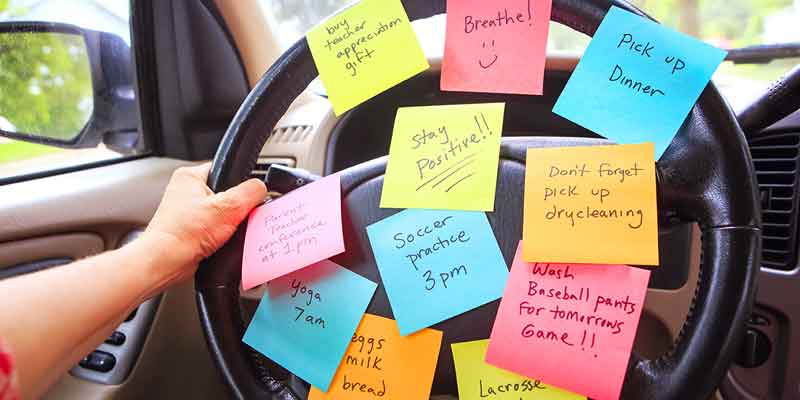 buy
teacher
appreciation
gift
Breathe!
Pick up
Dinner
Stay
Positive!!
Don't forget
pick up
drycleaning
Parent
Teacher
conference
at 1pm
Soccer
practice
3pm
Yoga
7am
Wash
Baseball pants
for tomorrows
Game!!
eggs
milk
bread
Lacrosse